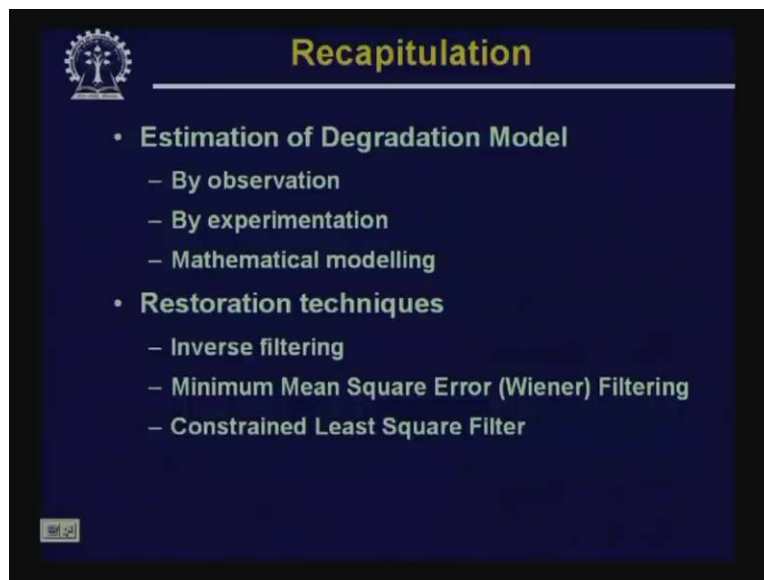 Recapitulation
• Estimation of Degradation Model
– By observation
– By experimentation
– Mathematical modelling
• Restoration techniques
– Inverse filtering
– Minimum Mean Square Error (Wiener) Filtering
– Constrained Least Square Filter